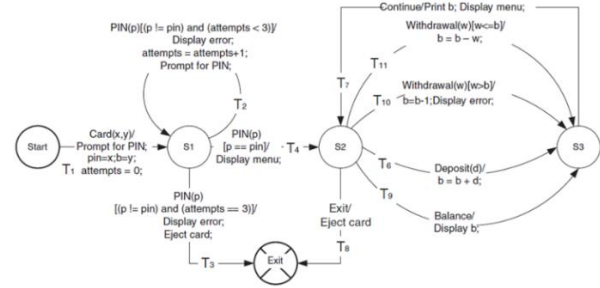 Continue/Print b; Display menu;
PIN(p)[(p != pin) and (attempts < 3)]/
Display error;
attempts = attempts+1;
Prompt for PIN;
Withdrawal(w)[w<=b]/
b = b – w;
T11
T7
T2
T10
Withdrawal(w)[w>b]/
b=b-1;Display error;
Start
Card(x,y)/
Prompt for PIN;
pin=x;b=y;
attempts = 0;
T1
S1
PIN(p)
[p == pin]/
Display menu;
T4
S2
S3
T6
Deposit(d)/
b = b + d;
T9
Balance/
Display b;
PIN(p)
[(p != pin) and (attempts == 3)]/
Display error;
Eject card;
T3
Exit/
Eject card
T8
Exit